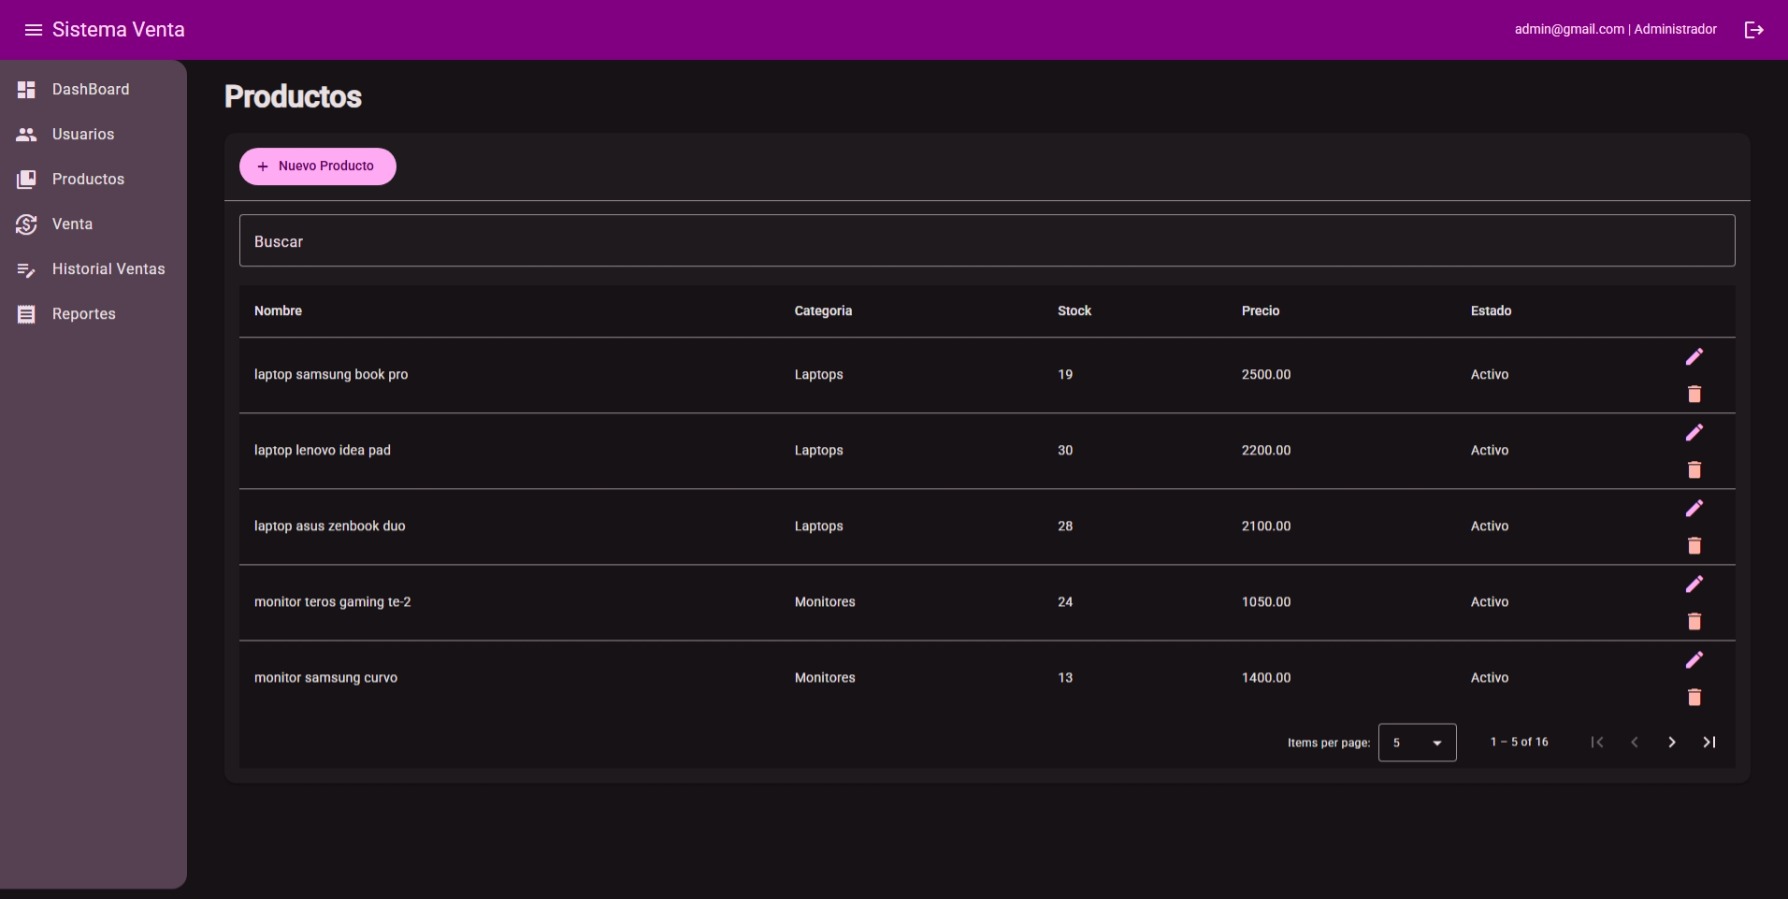 Sistema Venta
admin@gmail.com | Administrador
DashBoard
Usuarios
Productos
Venta
Historial Ventas
Reportes
Productos
+ Nuevo Producto
Buscar
Nombre Categoria Stock Precio Estado
laptop samsung book pro Laptops 19 2500.00 Activo
laptop lenovo idea pad Laptops 30 2200.00 Activo
laptop asus zenbook duo Laptops 28 2100.00 Activo
monitor teros gaming te-2 Monitores 24 1050.00 Activo
monitor samsung curvo Monitores 13 1400.00 Activo
Items per page: 5 1 – 5 of 16